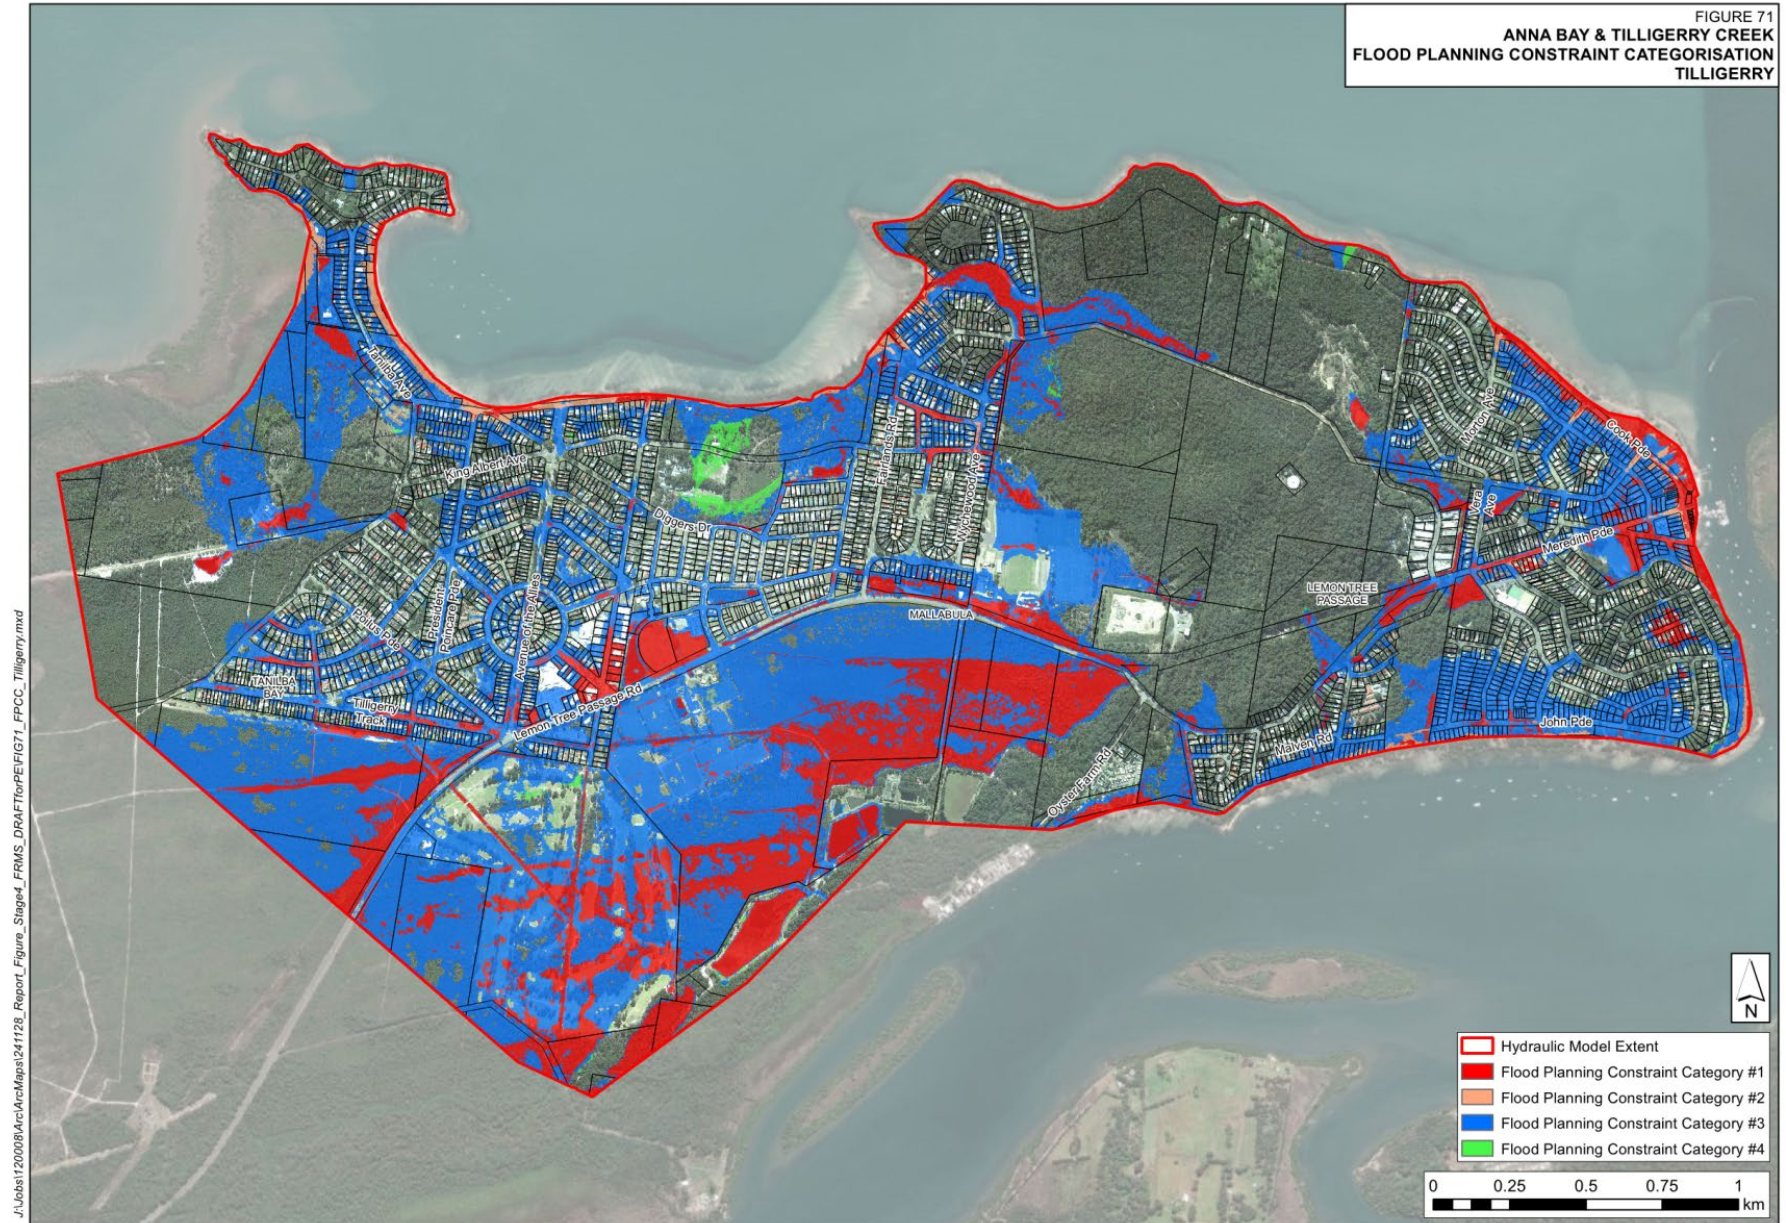 FIGURE 71
ANNA BAY & TILLIGERRY CREEK
FLOOD PLANNING CONSTRAINT CATEGORISATION
TILLIGERRY
Tanilba Ave
King Albert Ave
Fairlands Rd
Wychewood Ave
Diggers Dr
Morton Ave
Cook Pde
Vera
Ave
Meredith Pde
LEMON TREE
PASSAGE
MALLABULA
President
Poincare Pde
Avenue of the Allies
Pollus Pde
TANILBA
BAY
Tilligerry
Track
Lemon Tree Passage Rd
Oyster Farm Rd
Malven Rd
John Pde
N
Hydraulic Model Extent
Flood Planning Constraint Category #1
Flood Planning Constraint Category #2
Flood Planning Constraint Category #3
Flood Planning Constraint Category #4
0 0.25 0.5 0.75 1
km
J:\Jobs\120008\Arc\ArcMaps\241128_Report_Figure_Stage4_FRMS_DRAFTforPE\FIG71_FPCC_Tilligerry.mxd